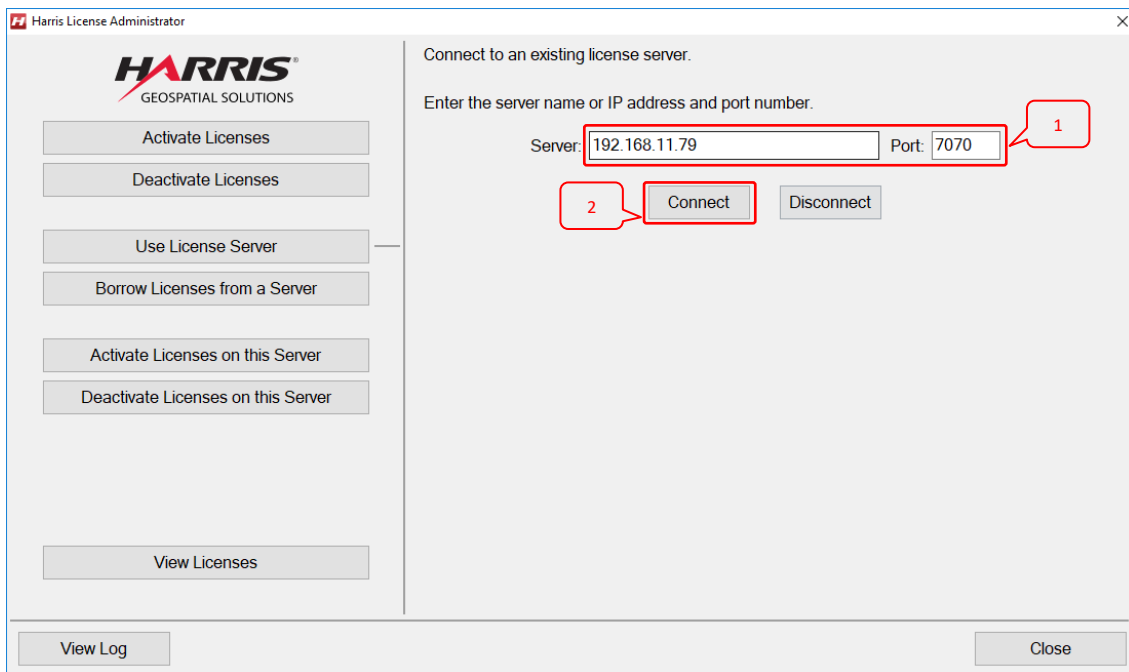 Harris License Administrator
HARRIS®
GEOSPATIAL SOLUTIONS
Activate Licenses
Deactivate Licenses
Use License Server
Borrow Licenses from a Server
Activate Licenses on this Server
Deactivate Licenses on this Server
View Licenses
Connect to an existing license server.
Enter the server name or IP address and port number.
Server: 192.168.11.79 Port: 7070
1
2
Connect Disconnect
View Log Close